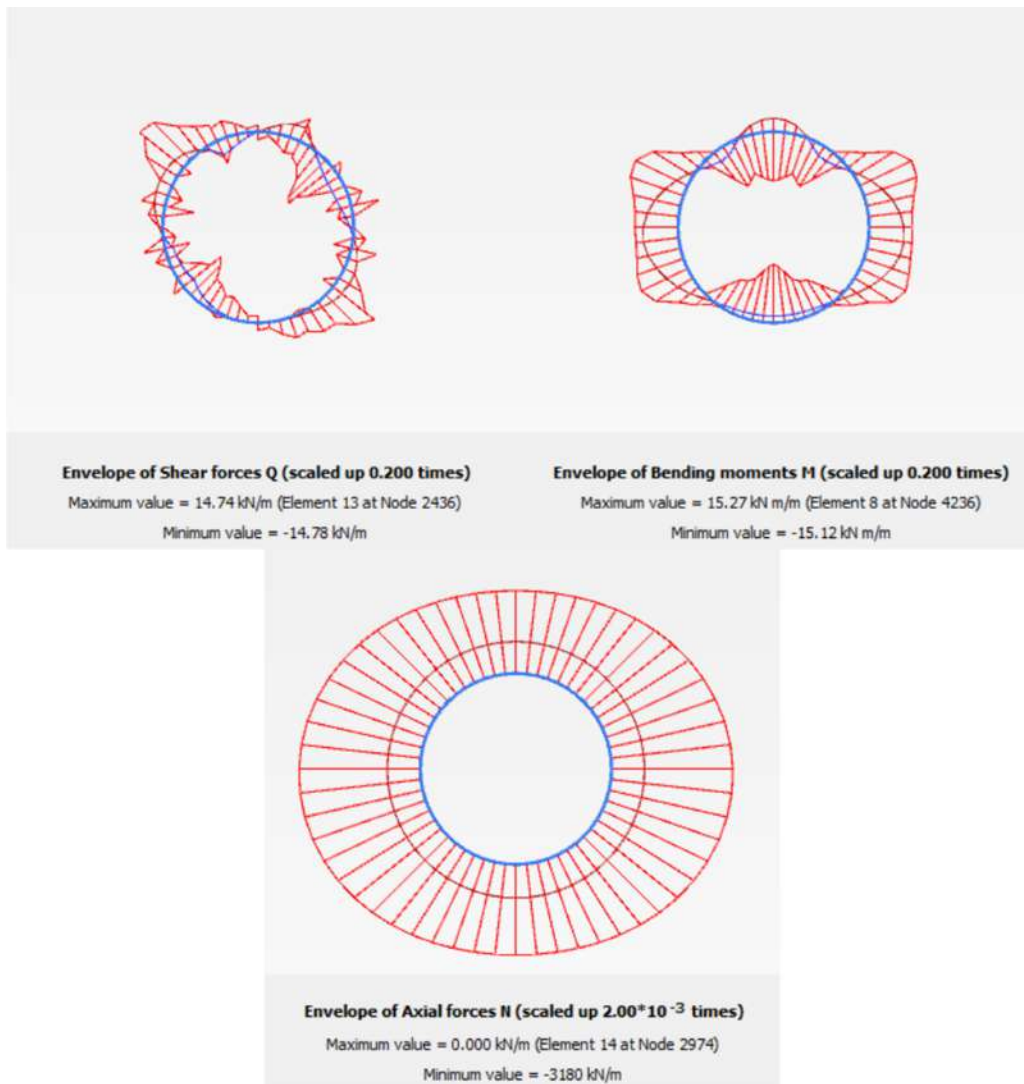 Envelope of Shear forces Q (scaled up 0.200 times)
Maximum value = 14.74 kN/m (Element 13 at Node 2436)
Minimum value = -14.78 kN/m
Envelope of Bending moments M (scaled up 0.200 times)
Maximum value = 15.27 kN m/m (Element 8 at Node 4236)
Minimum value = -15.12 kN m/m
Envelope of Axial forces N (scaled up 2.00*10⁻³ times)
Maximum value = 0.000 kN/m (Element 14 at Node 2974)
Minimum value = -3180 kN/m